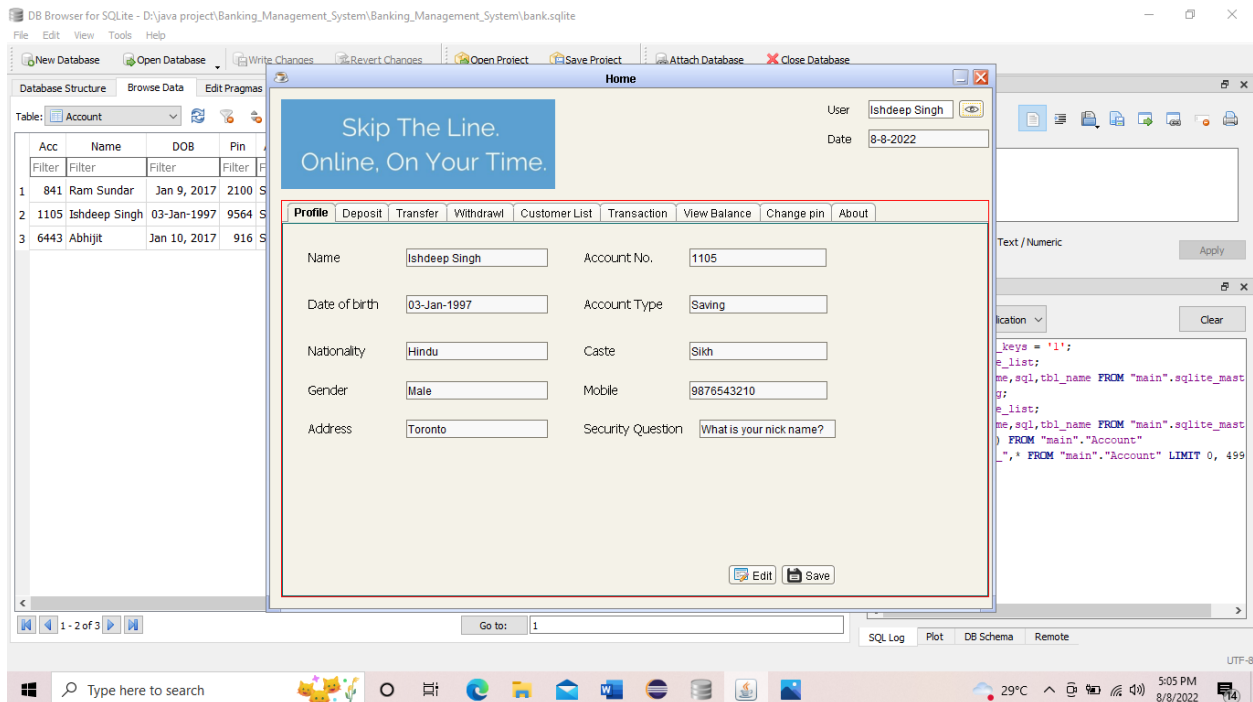 DB Browser for SQLite - D:\java project\Banking_Management_System\Banking_Management_System\bank.sqlite
File Edit View Tools Help
New Database Open Database Write Changes Revert Changes Open Project Save Project Attach Database Close Database
Home
Database Structure Browse Data Edit Pragmas
Table: Account
Acc Name DOB Pin
Filter Filter Filter Filter F
1 841 Ram Sundar Jan 9, 2017 2100 S
2 1105 Ishdeep Singh 03-Jan-1997 9564 S
3 6443 Abhijit Jan 10, 2017 916 S
Skip The Line.
Online, On Your Time.
User Ishdeep Singh
Date 8-8-2022
Profile Deposit Transfer Withdrawl Customer List Transaction View Balance Change pin About
Name Ishdeep Singh Account No. 1105
Date of birth 03-Jan-1997 Account Type Saving
Nationality Hindu Caste Sikh
Gender Male Mobile 9876543210
Address Toronto Security Question What is your nick name?
Edit Save
Text / Numeric
Apply
lication Clear
_keys = '1';
e_list;
me,sql,tbl_name FROM "main".sqlite_mast
g;
e_list;
me,sql,tbl_name FROM "main".sqlite_mast
) FROM "main"."Account"
_",* FROM "main"."Account" LIMIT 0, 499
1 - 2 of 3 Go to: 1
SQL Log Plot DB Schema Remote
UTF-8
Type here to search
29°C
5:05 PM
8/8/2022
14